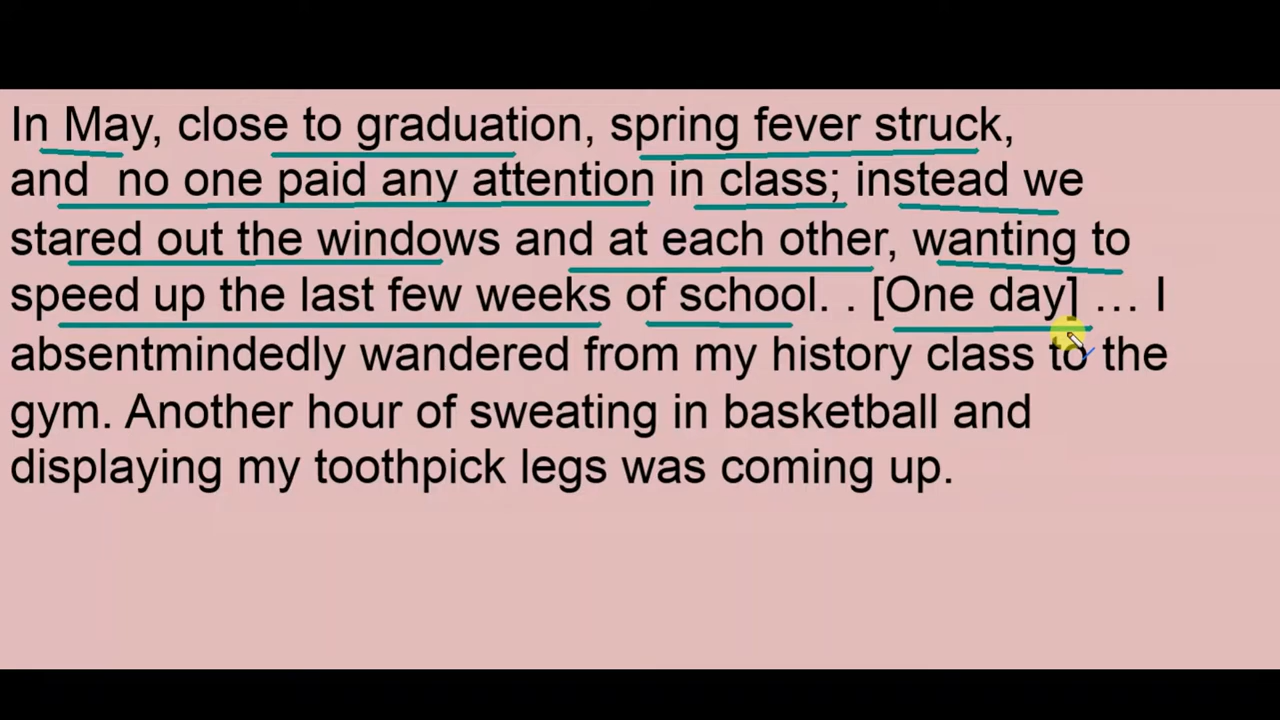 In May, close to graduation, spring fever struck,
and no one paid any attention in class; instead we
stared out the windows and at each other, wanting to
speed up the last few weeks of school. . [One day] … I
absentmindedly wandered from my history class to the
gym. Another hour of sweating in basketball and
displaying my toothpick legs was coming up.